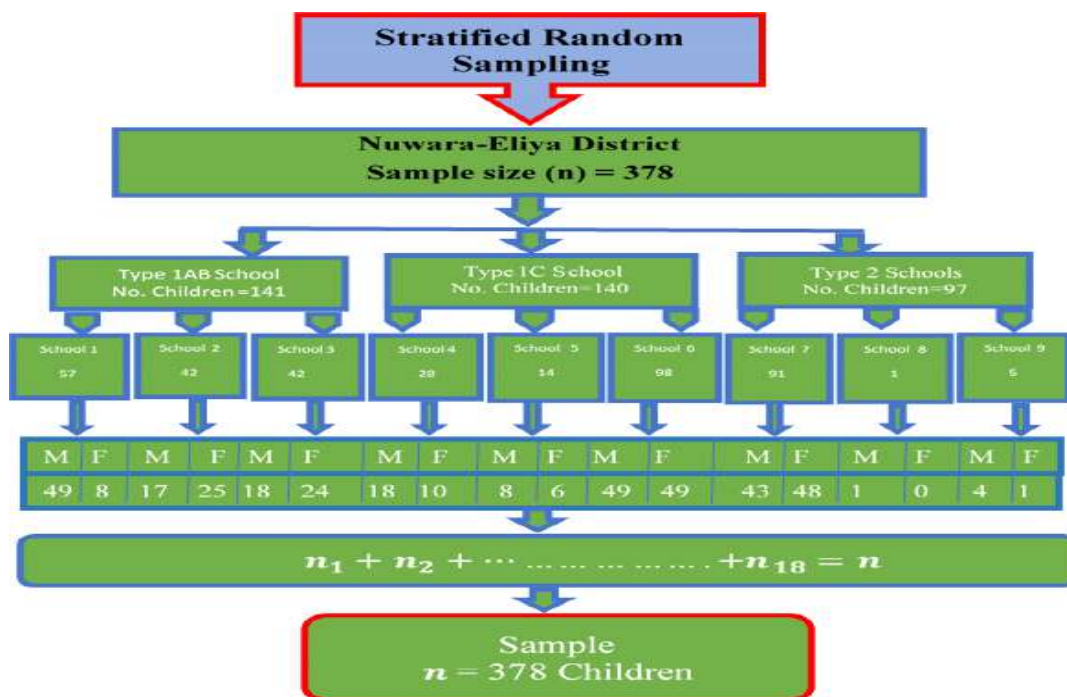 Stratified Random
Sampling
Nuwara-Eliya District
Sample size (n) = 378
Type 1AB School
No. Children=141
Type 1C School
No. Children=140
Type 2 Schools
No. Children=97
School 1
57
School 2
42
School 3
42
School 4
28
School 5
14
School 6
98
School 7
91
School 8
1
School 9
5
M F M F M F M F M F M F M F M F M F
49 8 17 25 18 24 18 10 8 6 49 49 43 48 1 0 4 1
n₁ + n₂ + ⋯ … … … … … . +n₁₈ = n
Sample
n = 378 Children